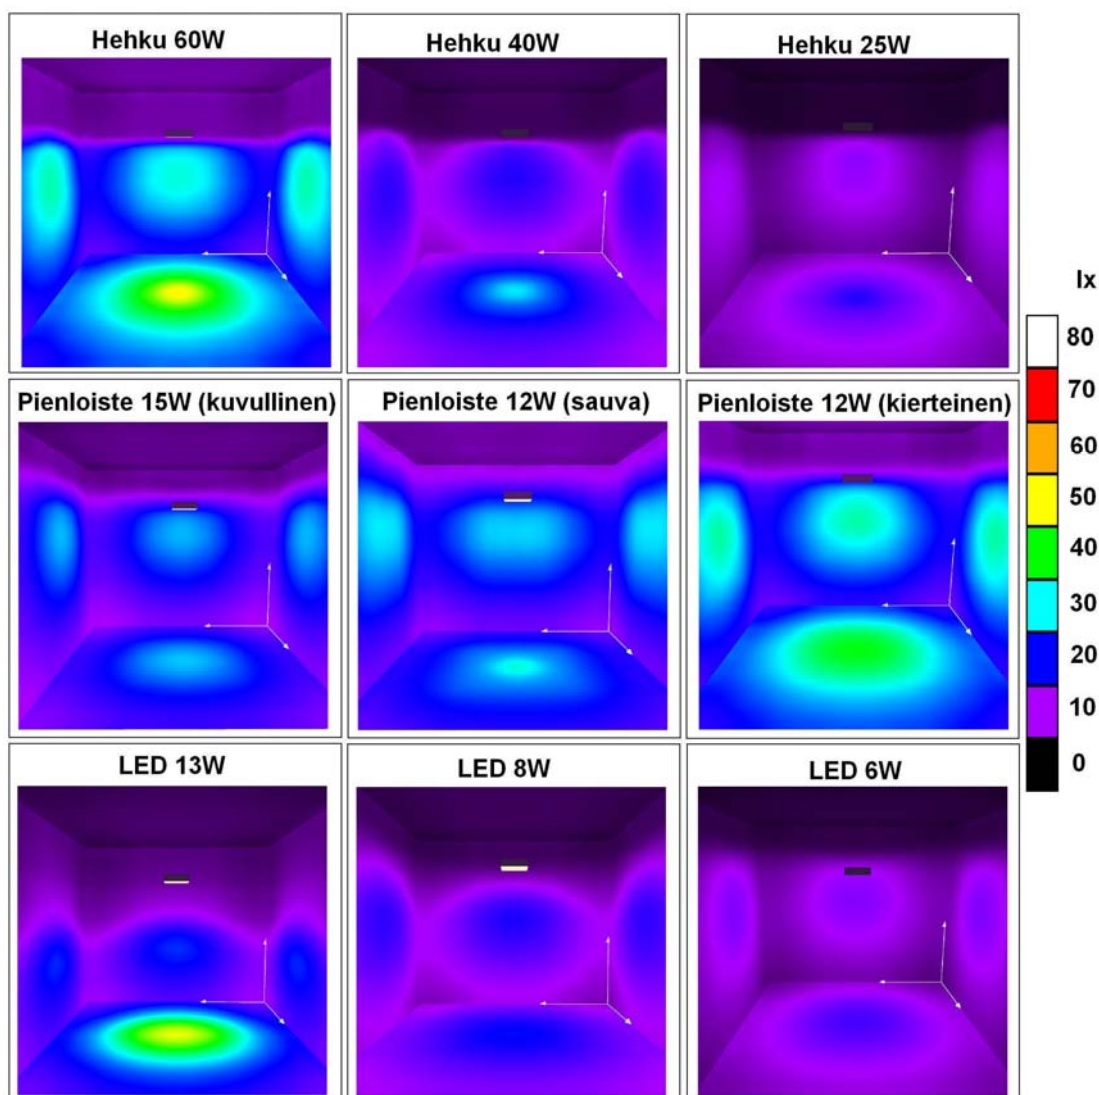 Hehku 60W
Hehku 40W
Hehku 25W
lx
80
70
60
50
40
30
20
10
0
Pienloiste 15W (kuvullinen)
Pienloiste 12W (sauva)
Pienloiste 12W (kierteinen)
LED 13W
LED 8W
LED 6W